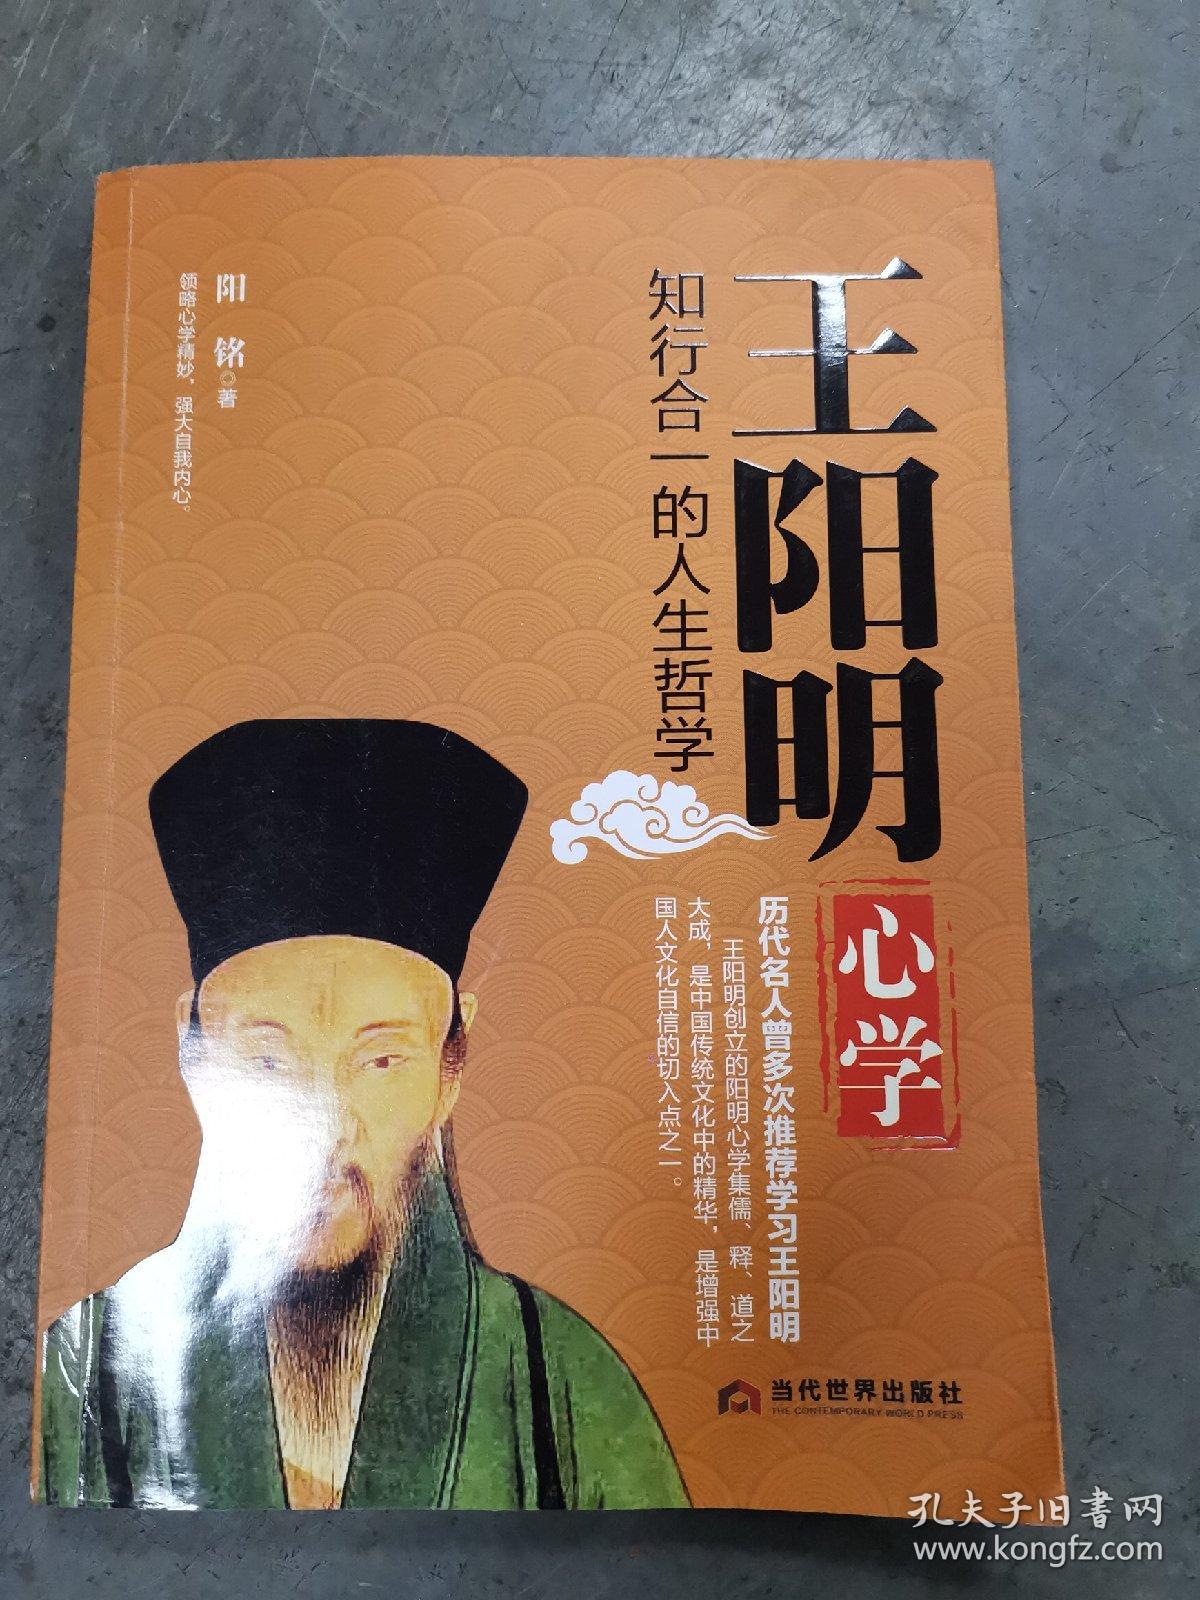 王阳明
心学
知行合一的人生哲学
历代名人曾多次推荐学习王阳明
王阳明创立的阳明心学集儒、释、道之
大成，是中国传统文化中的精华，是增强中
国人文化自信的切入点之一。
阳铭◎著
领略心学精妙，强大自我内心。
当代世界出版社
THE CONTEMPORARY WORLD PRESS
孔夫子旧书网
www.kongfz.com